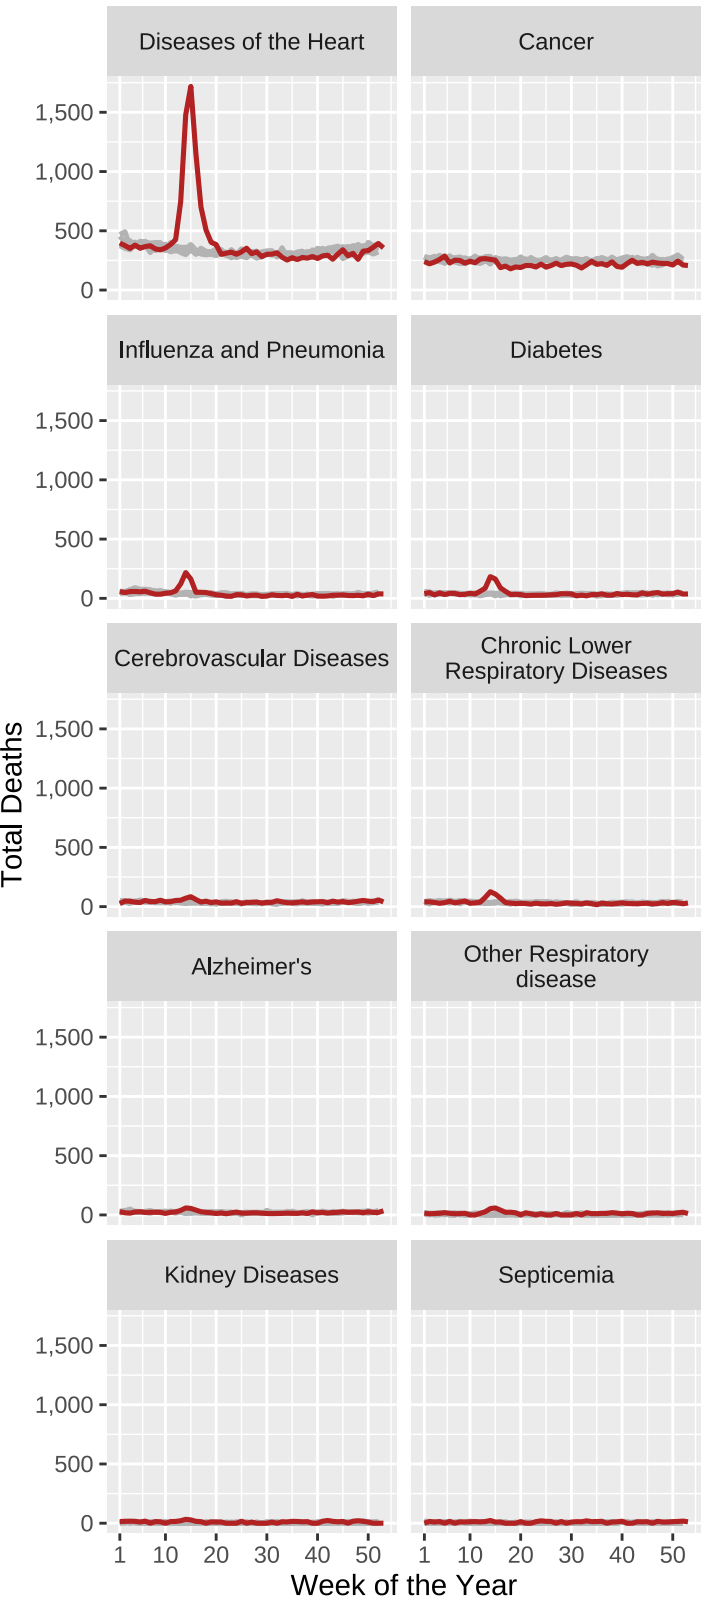 Diseases of the Heart
Cancer
1,500
1,000
500
0
Influenza and Pneumonia
Diabetes
1,500
1,000
500
0
Cerebrovascular Diseases
Chronic Lower
Respiratory Diseases
1,500
1,000
500
0
Total Deaths
Alzheimer's
Other Respiratory
disease
1,500
1,000
500
0
Kidney Diseases
Septicemia
1,500
1,000
500
0
1 10 20 30 40 50
1 10 20 30 40 50
Week of the Year